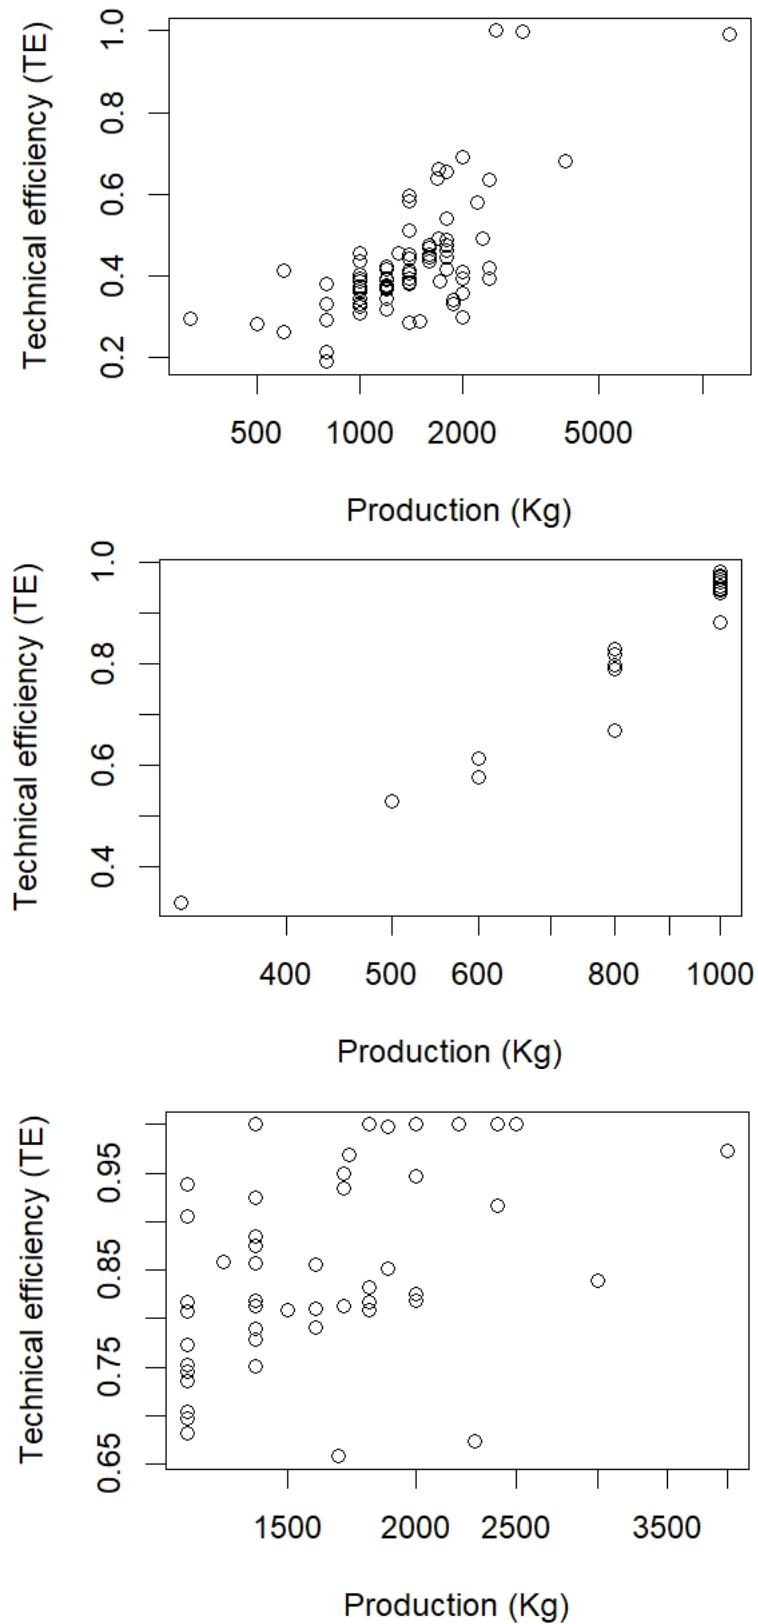 Technical efficiency (TE)
1.0
0.8
0.6
0.4
0.2
500 1000 2000 5000
Production (Kg)
Technical efficiency (TE)
1.0
0.8
0.6
0.4
400 500 600 800 1000
Production (Kg)
Technical efficiency (TE)
0.95
0.85
0.75
0.65
1500 2000 2500 3500
Production (Kg)